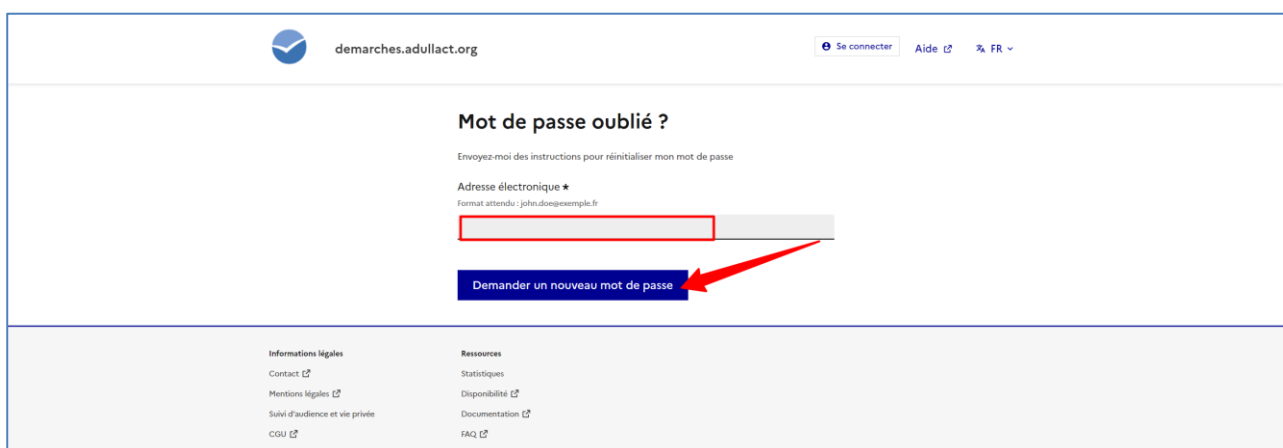 demarches.adullact.org
Se connecter
Aide
FR
Mot de passe oublié ?
Envoyez-moi des instructions pour réinitialiser mon mot de passe
Adresse électronique ★
Format attendu : john.doe@exemple.fr
Demander un nouveau mot de passe
Informations légales
Contact
Mentions légales
Suivi d'audience et vie privée
CGU
Ressources
Statistiques
Disponibilité
Documentation
FAQ